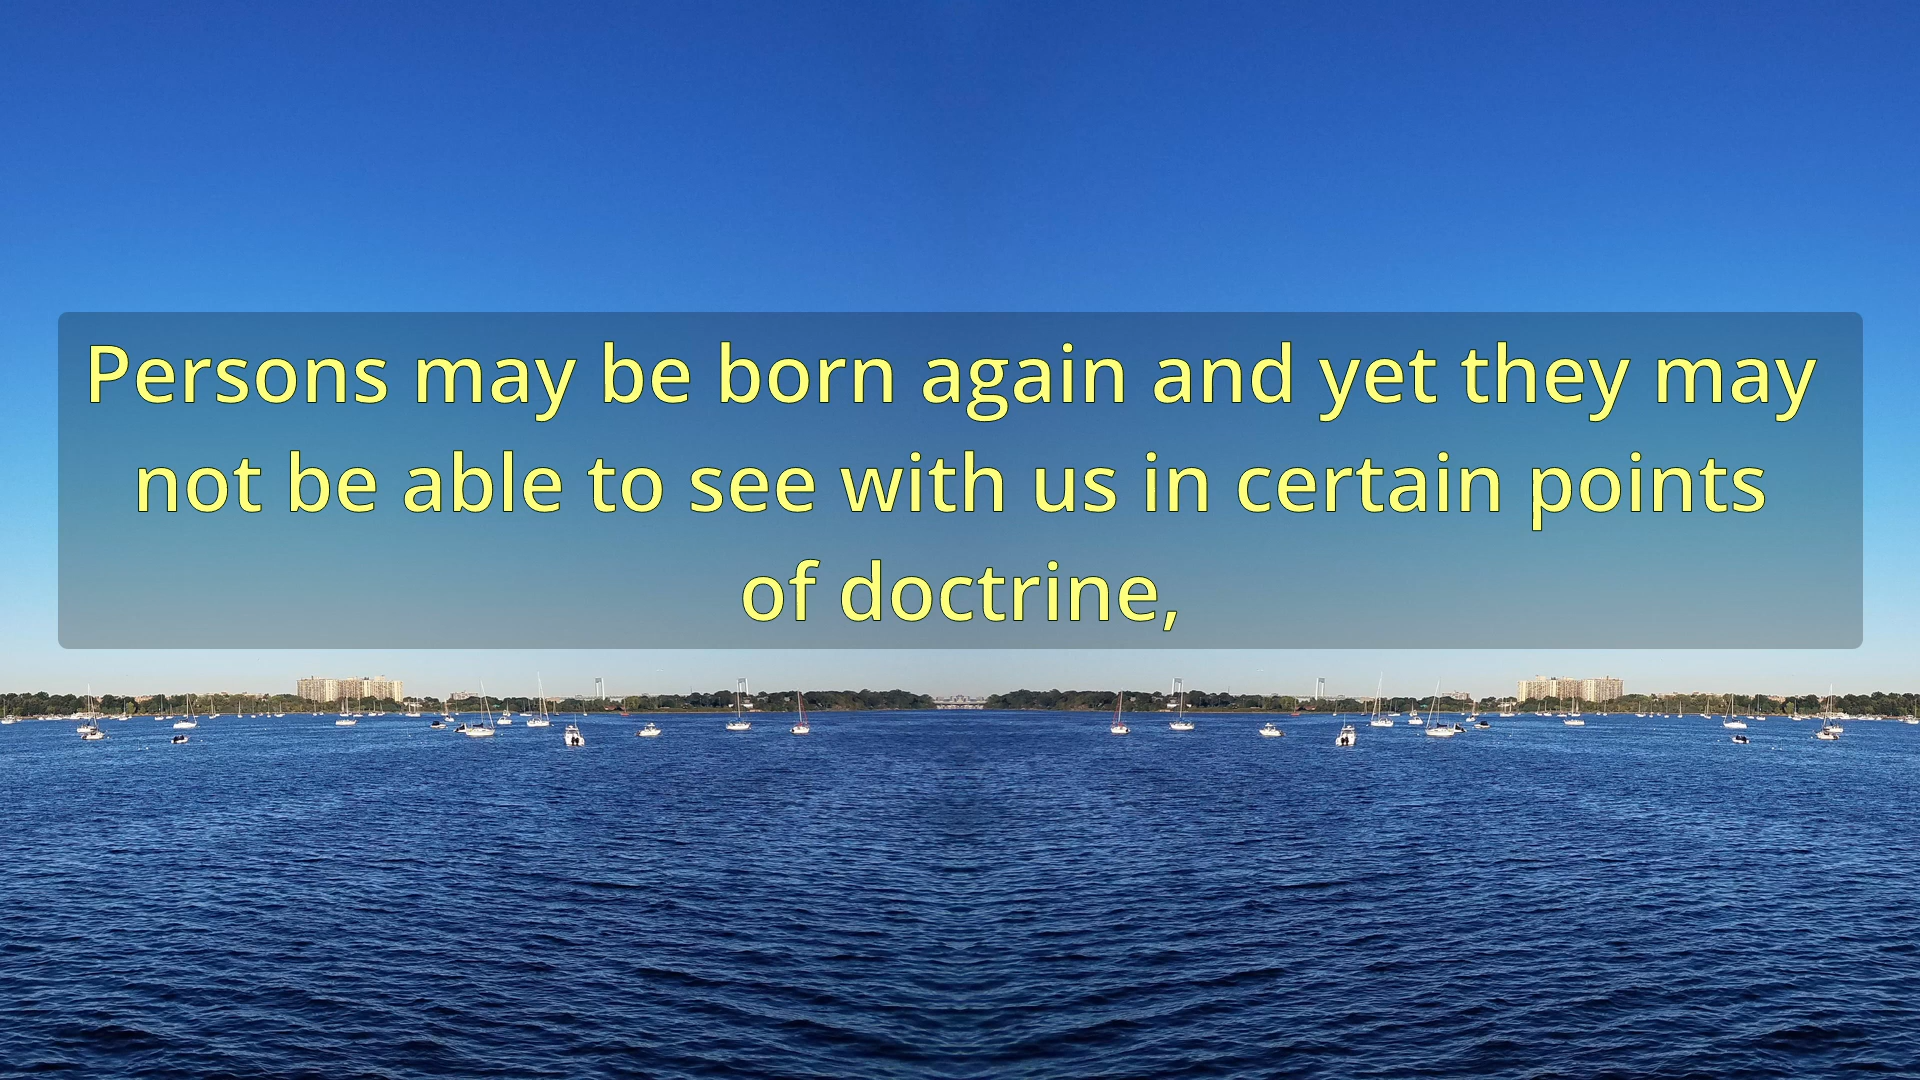 Persons may be born again and yet they may
not be able to see with us in certain points
of doctrine,